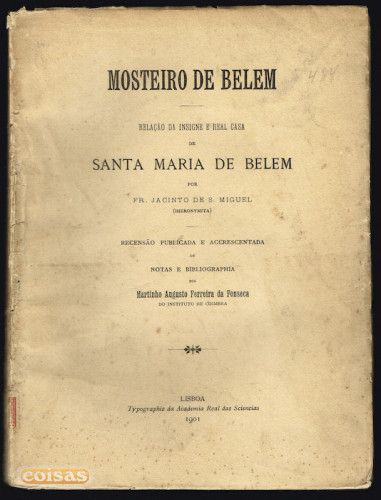 MOSTEIRO DE BELEM
RELAÇÃO DA INSIGNE E REAL CASA
DE
SANTA MARIA DE BELEM
POR
FR. JACINTO DE S. MIGUEL
(HIERONYMITA)
RECENSÃO PUBLICADA E ACCRESCENTADA
DE
NOTAS E BIBLIOGRAPHIA
POR
Martinho Augusto Ferreira da Fonseca
DO INSTITUTO DE COIMBRA
LISBOA
Typographia da Academia Real das Sciencias
1901
coisas